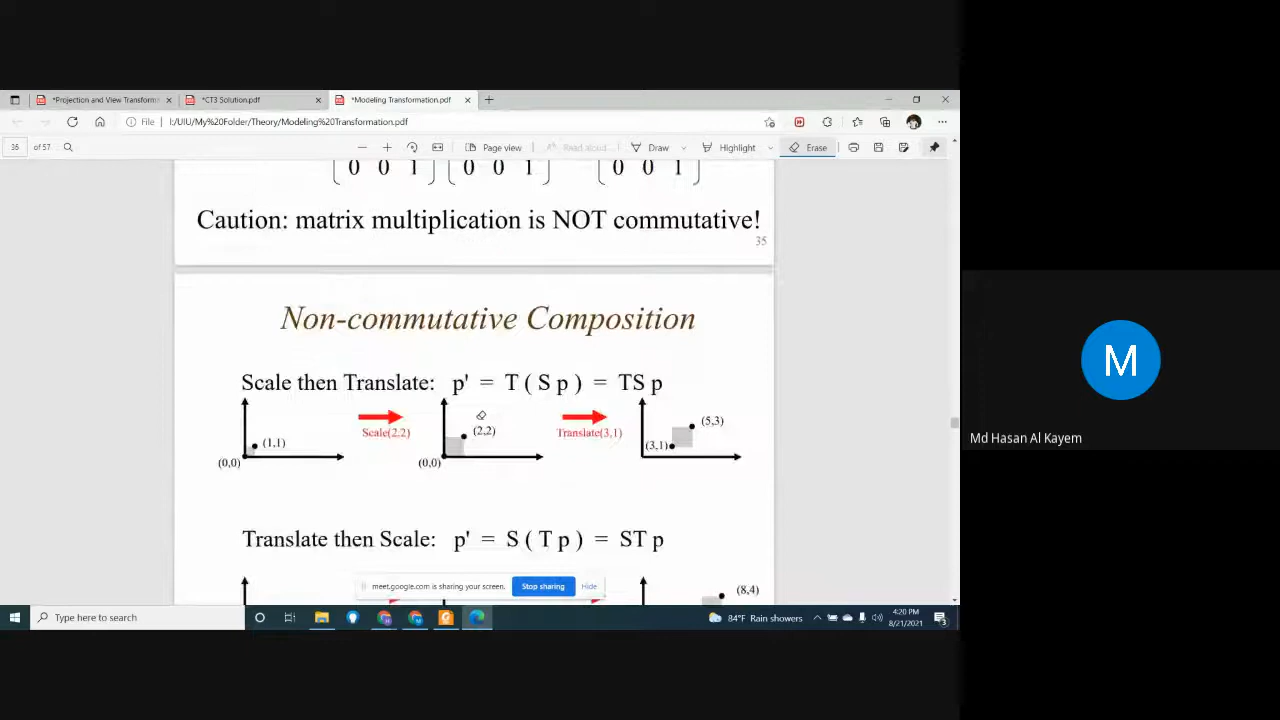 *Projection and View Transform
*CT3 Solution.pdf
*Modeling Transformation.pdf
File
I:/UIU/My%20Folder/Theory/Modeling%20Transformation.pdf
36 of 57
Page view
Read aloud
Draw
Highlight
Erase
0 0 1 0 0 1 0 0 1
Caution: matrix multiplication is NOT commutative!
35
Non-commutative Composition
Scale then Translate: p' = T ( S p ) = TS p
(0,0) (1,1)
Scale(2,2)
(0,0) (2,2)
Translate(3,1)
(3,1) (5,3)
Translate then Scale: p' = S ( T p ) = ST p
(8,4)
meet.google.com is sharing your screen.
Stop sharing
Hide
M
Md Hasan Al Kayem
Type here to search
84°F Rain showers
4:20 PM
8/21/2021
3